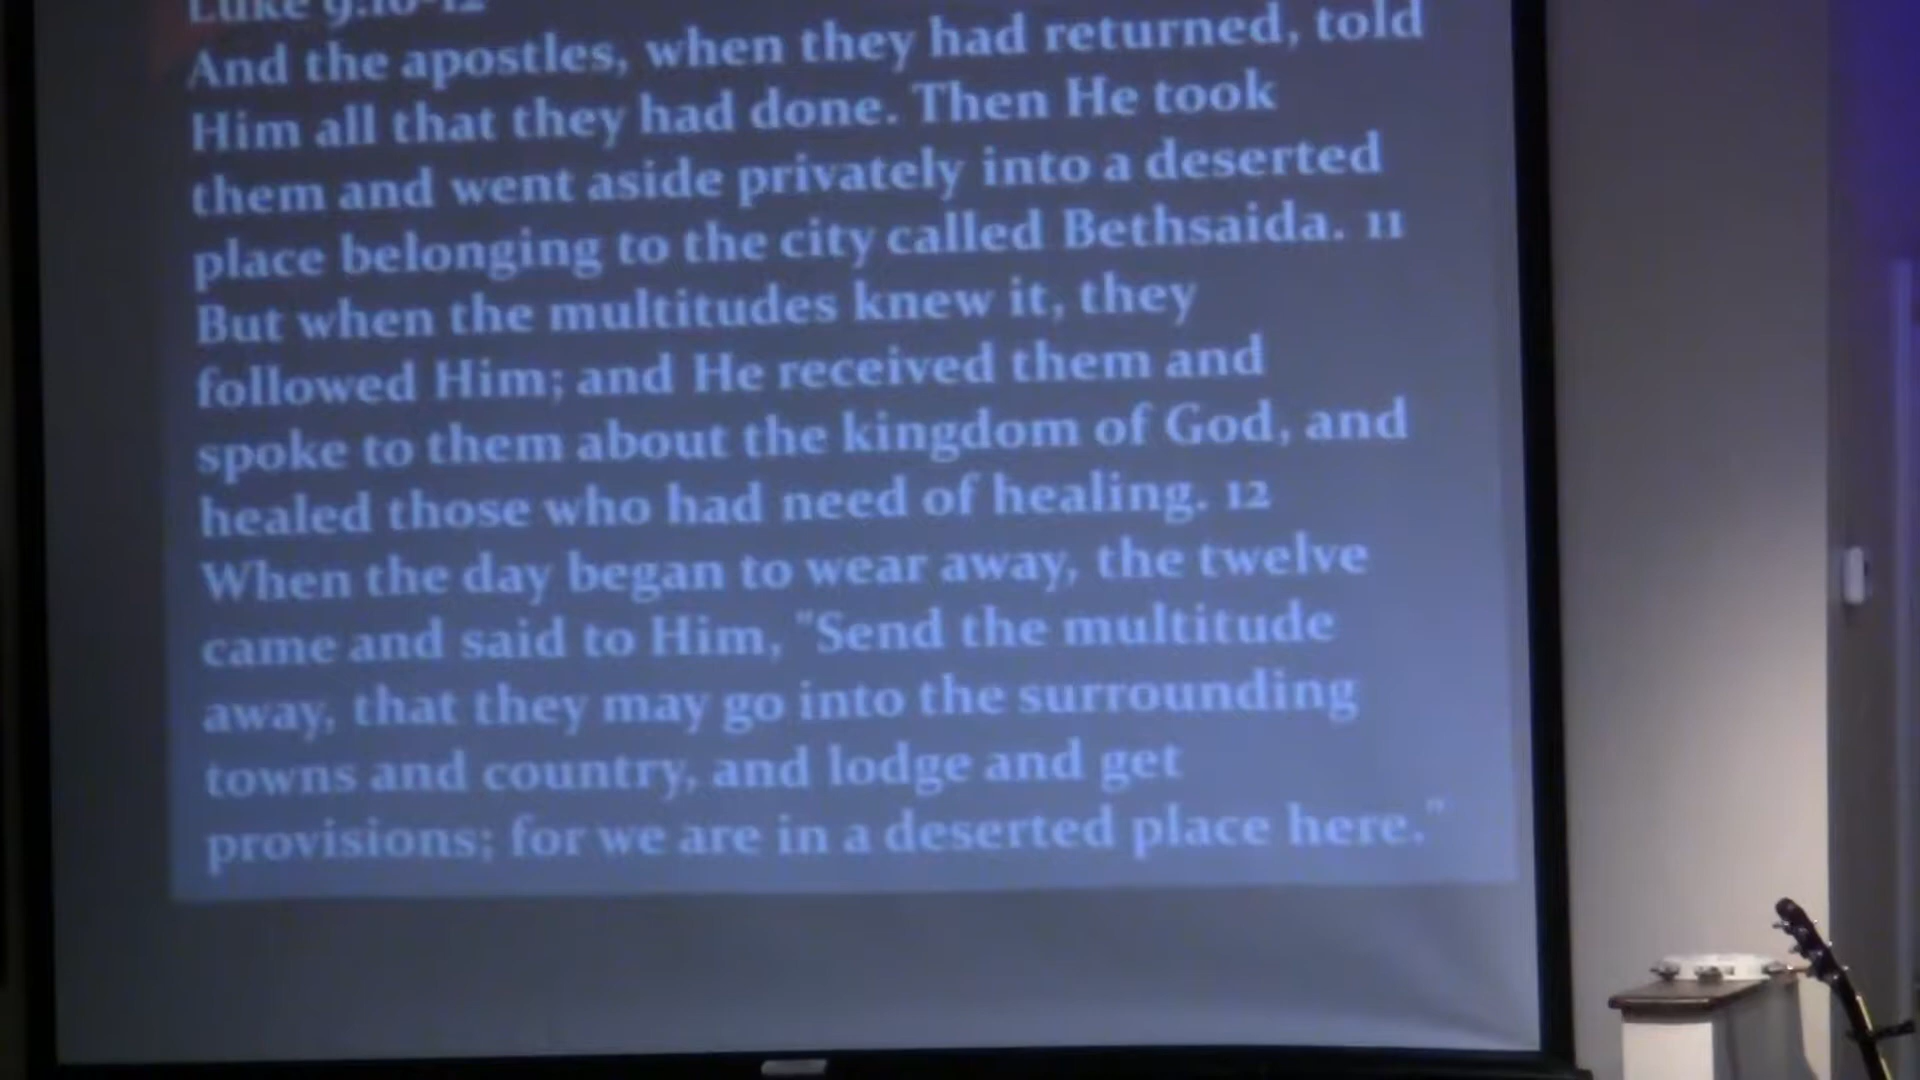 Luke 9:10-12
And the apostles, when they had returned, told
Him all that they had done. Then He took
them and went aside privately into a deserted
place belonging to the city called Bethsaida. 11
But when the multitudes knew it, they
followed Him; and He received them and
spoke to them about the kingdom of God, and
healed those who had need of healing. 12
When the day began to wear away, the twelve
came and said to Him, "Send the multitude
away, that they may go into the surrounding
towns and country, and lodge and get
provisions; for we are in a deserted place here."